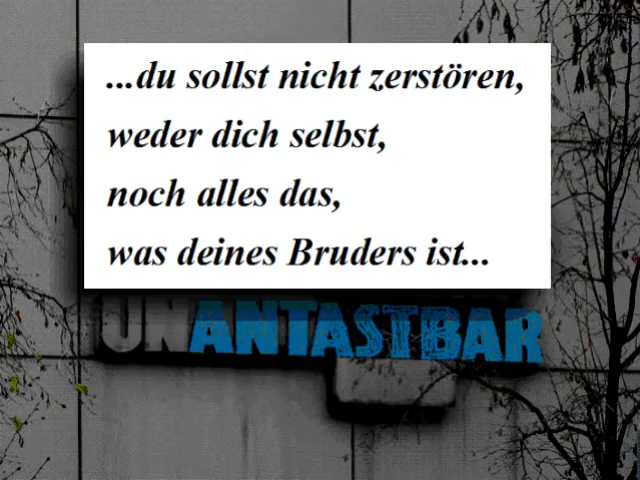 ...du sollst nicht zerstören,
weder dich selbst,
noch alles das,
was deines Bruders ist...
UNANTASTBAR